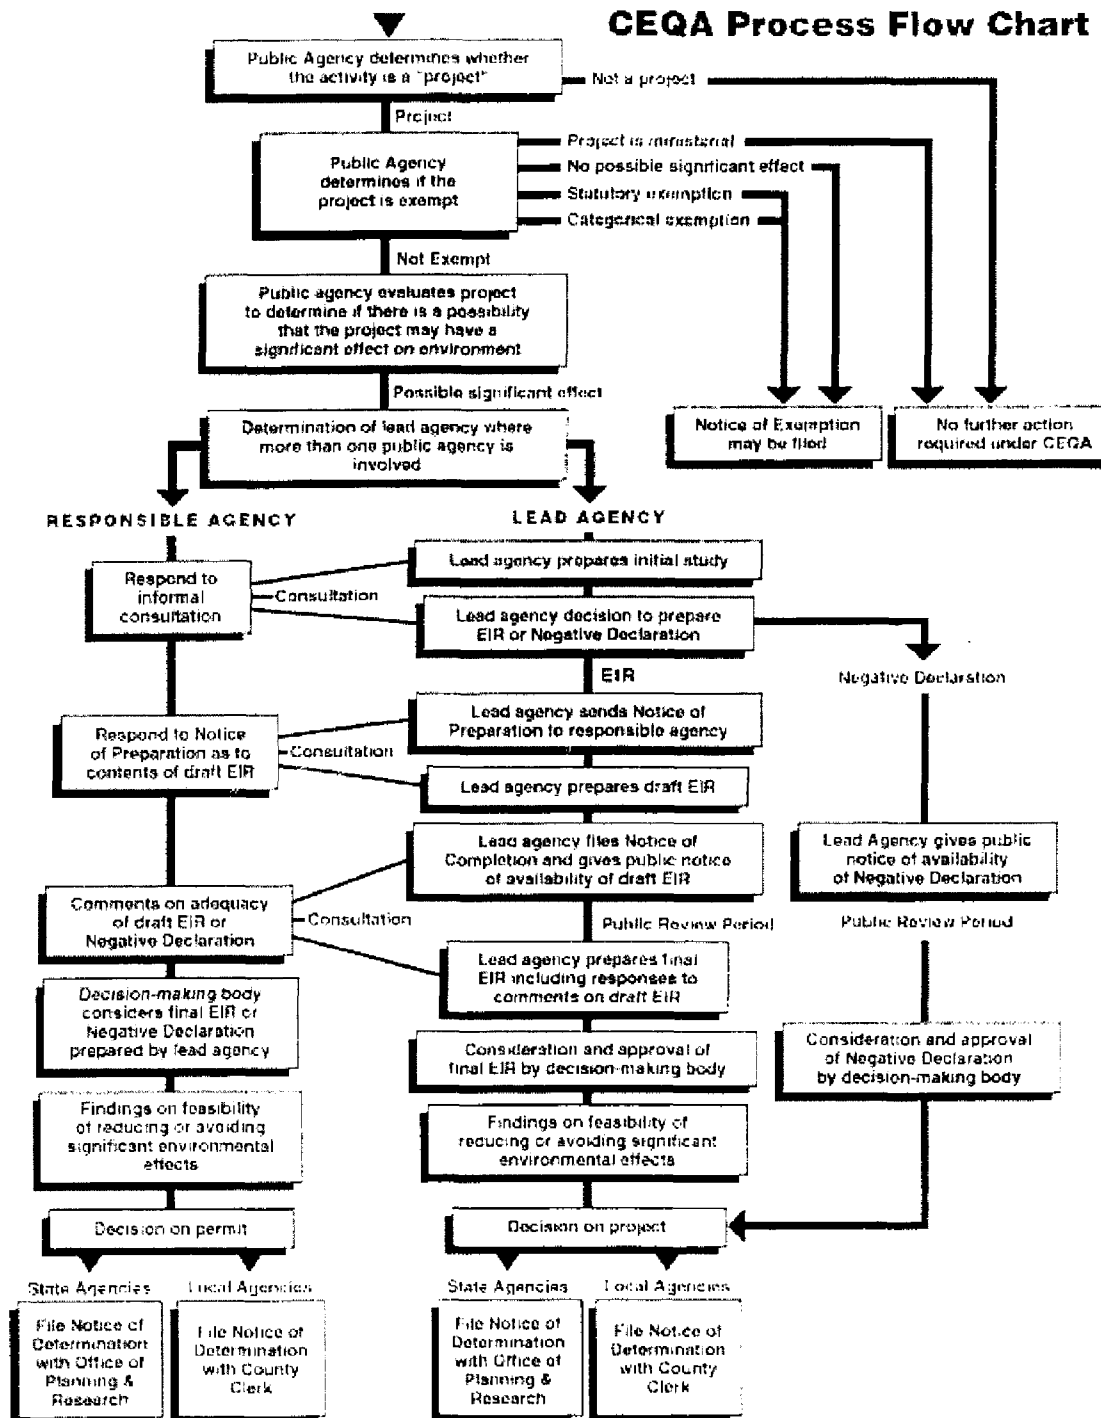 CEQA Process Flow Chart
Public Agency determines whether
the activity is a "project"
Not a project
Project
Public Agency
determines if the
project is exempt
Project is ministerial
No possible significant effect
Statutory exemption
Categorical exemption
Not Exempt
Public agency evaluates project
to determine if there is a possibility
that the project may have a
significant effect on environment
Possible significant effect
Determination of lead agency where
more than one public agency is
involved
Notice of Exemption
may be filed
No further action
required under CEQA
RESPONSIBLE AGENCY
LEAD AGENCY
Respond to
informal
consultation
Consultation
Lead agency prepares initial study
Lead agency decision to prepare
EIR or Negative Declaration
EIR
Negative Declaration
Respond to Notice
of Preparation as to
contents of draft EIR
Consultation
Lead agency sends Notice of
Preparation to responsible agency
Lead agency prepares draft EIR
Lead agency files Notice of
Completion and gives public notice
of availability of draft EIR
Lead Agency gives public
notice of availability
of Negative Declaration
Comments on adequacy
of draft EIR or
Negative Declaration
Consultation
Public Review Period
Public Review Period
Lead agency prepares final
EIR including responses to
comments on draft EIR
Decision-making body
considers final EIR or
Negative Declaration
prepared by lead agency
Consideration and approval of
final EIR by decision-making body
Consideration and approval
of Negative Declaration
by decision-making body
Findings on feasibility
of reducing or avoiding
significant environmental
effects
Findings on feasibility of
reducing or avoiding significant
environmental effects
Decision on permit
Decision on project
State Agencies
Local Agencies
State Agencies
Local Agencies
File Notice of
Determination
with Office of
Planning &
Research
File Notice of
Determination
with County
Clerk
File Notice of
Determination
with Office of
Planning &
Research
File Notice of
Determination
with County
Clerk